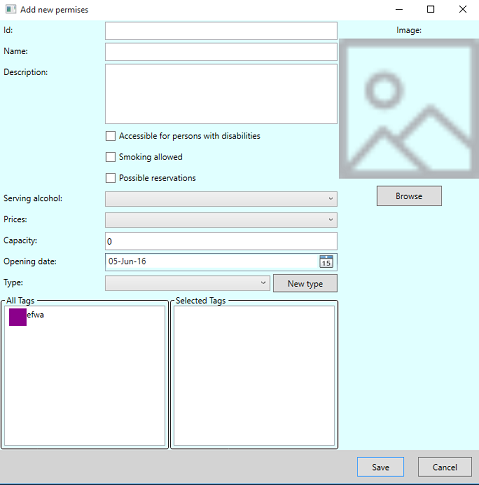 Add new permises
Id:
Image:
Name:
Description:
Accessible for persons with disabilities
Smoking allowed
Possible reservations
Serving alcohol:
Browse
Prices:
Capacity:
0
Opening date:
05-Jun-16
15
Type:
New type
All Tags
Selected Tags
efwa
Save
Cancel